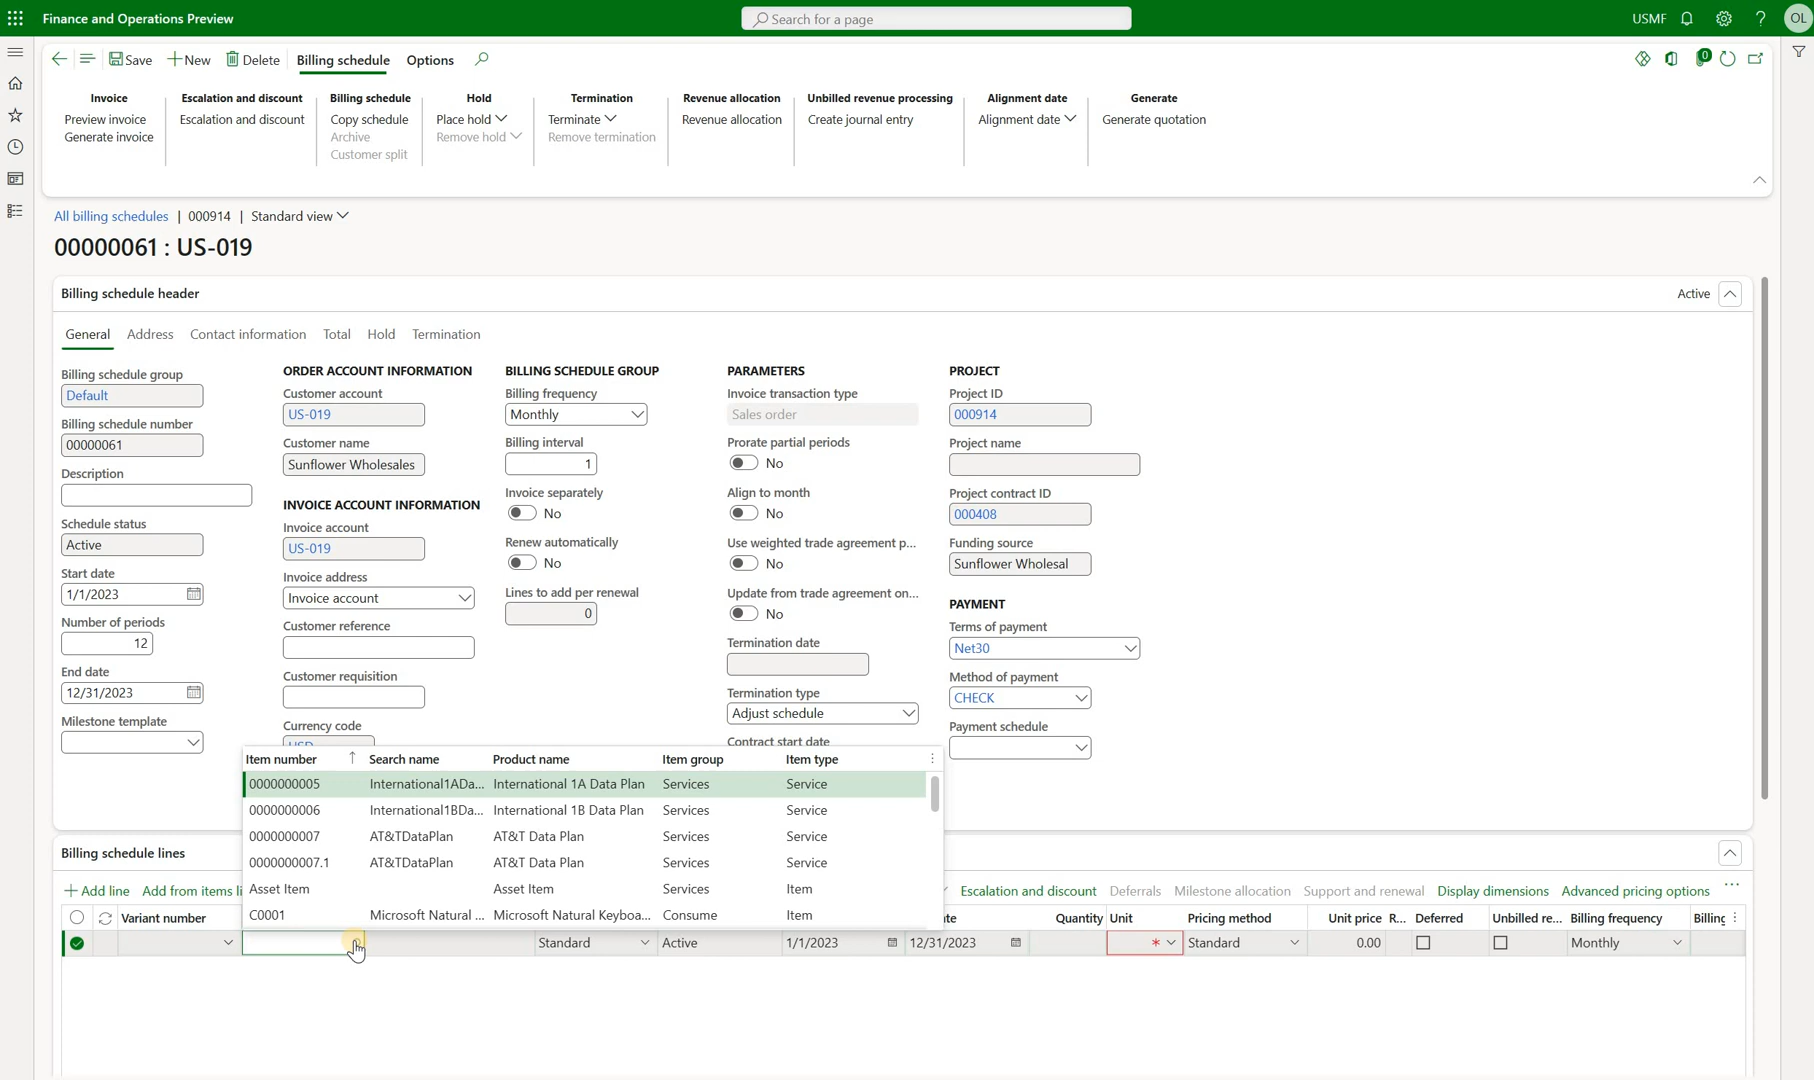 Finance and Operations Preview
Search for a page
USMF
?
OL
Save
New
Delete
Billing schedule
Options
0
Invoice
Preview invoice
Generate invoice
Escalation and discount
Escalation and discount
Billing schedule
Copy schedule
Archive
Customer split
Hold
Place hold
Remove hold
Termination
Terminate
Remove termination
Revenue allocation
Revenue allocation
Unbilled revenue processing
Create journal entry
Alignment date
Alignment date
Generate
Generate quotation
All billing schedules | 000914 | Standard view
00000061 : US-019
Billing schedule header
Active
General
Address
Contact information
Total
Hold
Termination
Billing schedule group
Default
Billing schedule number
00000061
Description
Schedule status
Active
Start date
1/1/2023
Number of periods
12
End date
12/31/2023
Milestone template
ORDER ACCOUNT INFORMATION
Customer account
US-019
Customer name
Sunflower Wholesales
INVOICE ACCOUNT INFORMATION
Invoice account
US-019
Invoice address
Invoice account
Customer reference
Customer requisition
Currency code
USD
BILLING SCHEDULE GROUP
Billing frequency
Monthly
Billing interval
1
Invoice separately
No
Renew automatically
No
Lines to add per renewal
0
PARAMETERS
Invoice transaction type
Sales order
Prorate partial periods
No
Align to month
No
Use weighted trade agreement p...
No
Update from trade agreement on...
No
Termination date
Termination type
Adjust schedule
Contract start date
PROJECT
Project ID
000914
Project name
Project contract ID
000408
Funding source
Sunflower Wholesal
PAYMENT
Terms of payment
Net30
Method of payment
CHECK
Payment schedule
Item number ↑ Search name Product name Item group Item type
0000000005 International1ADa... International 1A Data Plan Services Service
0000000006 International1BDa... International 1B Data Plan Services Service
0000000007 AT&TDataPlan AT&T Data Plan Services Service
0000000007.1 AT&TDataPlan AT&T Data Plan Services Service
Asset Item Asset Item Services Item
C0001 Microsoft Natural ... Microsoft Natural Keyboa... Consume Item
Billing schedule lines
Add line
Add from items li
Escalation and discount
Deferrals
Milestone allocation
Support and renewal
Display dimensions
Advanced pricing options
...
Variant number
ate
Quantity
Unit
Pricing method
Unit price
R...
Deferred
Unbilled re...
Billing frequency
Billing
Standard
Active
1/1/2023
12/31/2023
*
Standard
0.00
Monthly